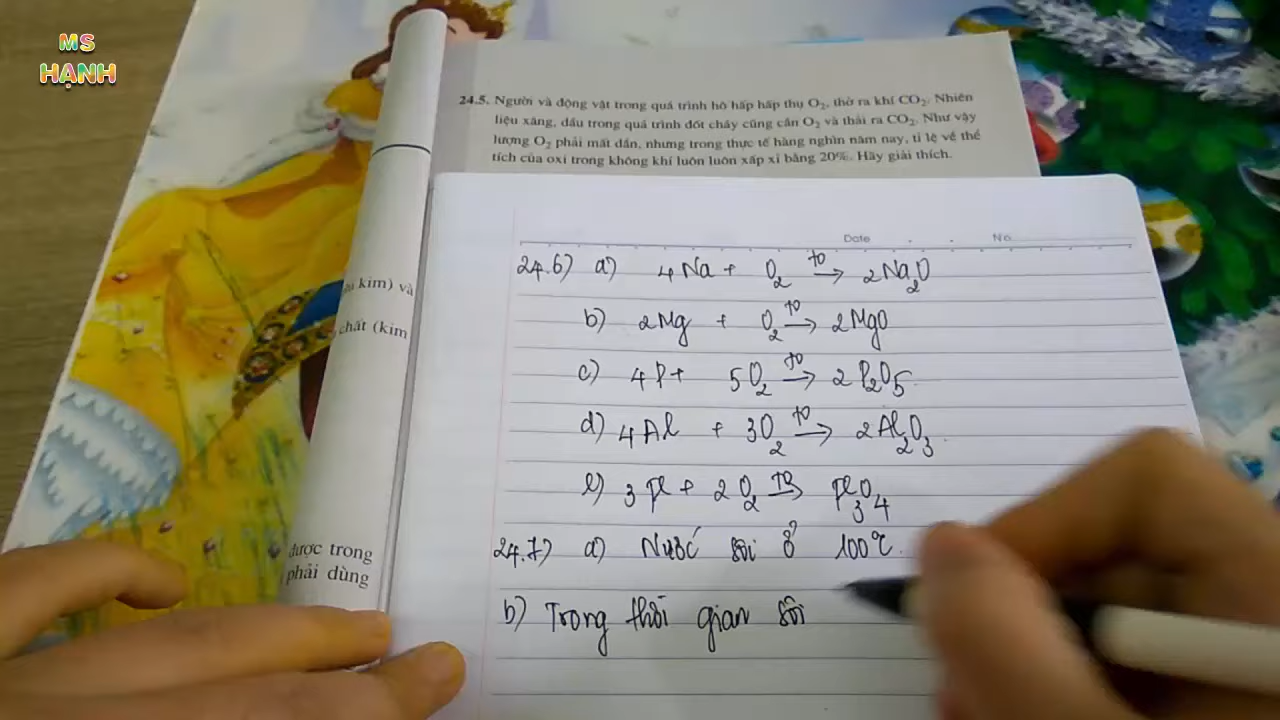 MS
HẠNH
24.5. Người và động vật trong quá trình hô hấp hấp thụ O₂, thở ra khí CO₂. Nhiên
liệu xăng, dầu trong quá trình đốt cháy cũng cần O₂ và thải ra CO₂. Như vậy
lượng O₂ phải mất dần, nhưng trong thực tế hàng nghìn năm nay, tỉ lệ về thể
tích của oxi trong không khí luôn luôn xấp xỉ bằng 20%. Hãy giải thích.
kim) và
chất (kim
được trong
phải dùng
Date No
24.6) a) 4Na + O₂ t⁰→ 2Na₂O
b) 2Mg + O₂ t⁰→ 2MgO
c) 4P + 5O₂ t⁰→ 2P₂O5
d) 4Al + 3O₂ t⁰→ 2Al₂O₃.
e) 3Fe + 2O₂ t⁰→ Fe₃O₄
24.7) a) Nước sôi ở 100°C.
b) Trong thời gian sôi